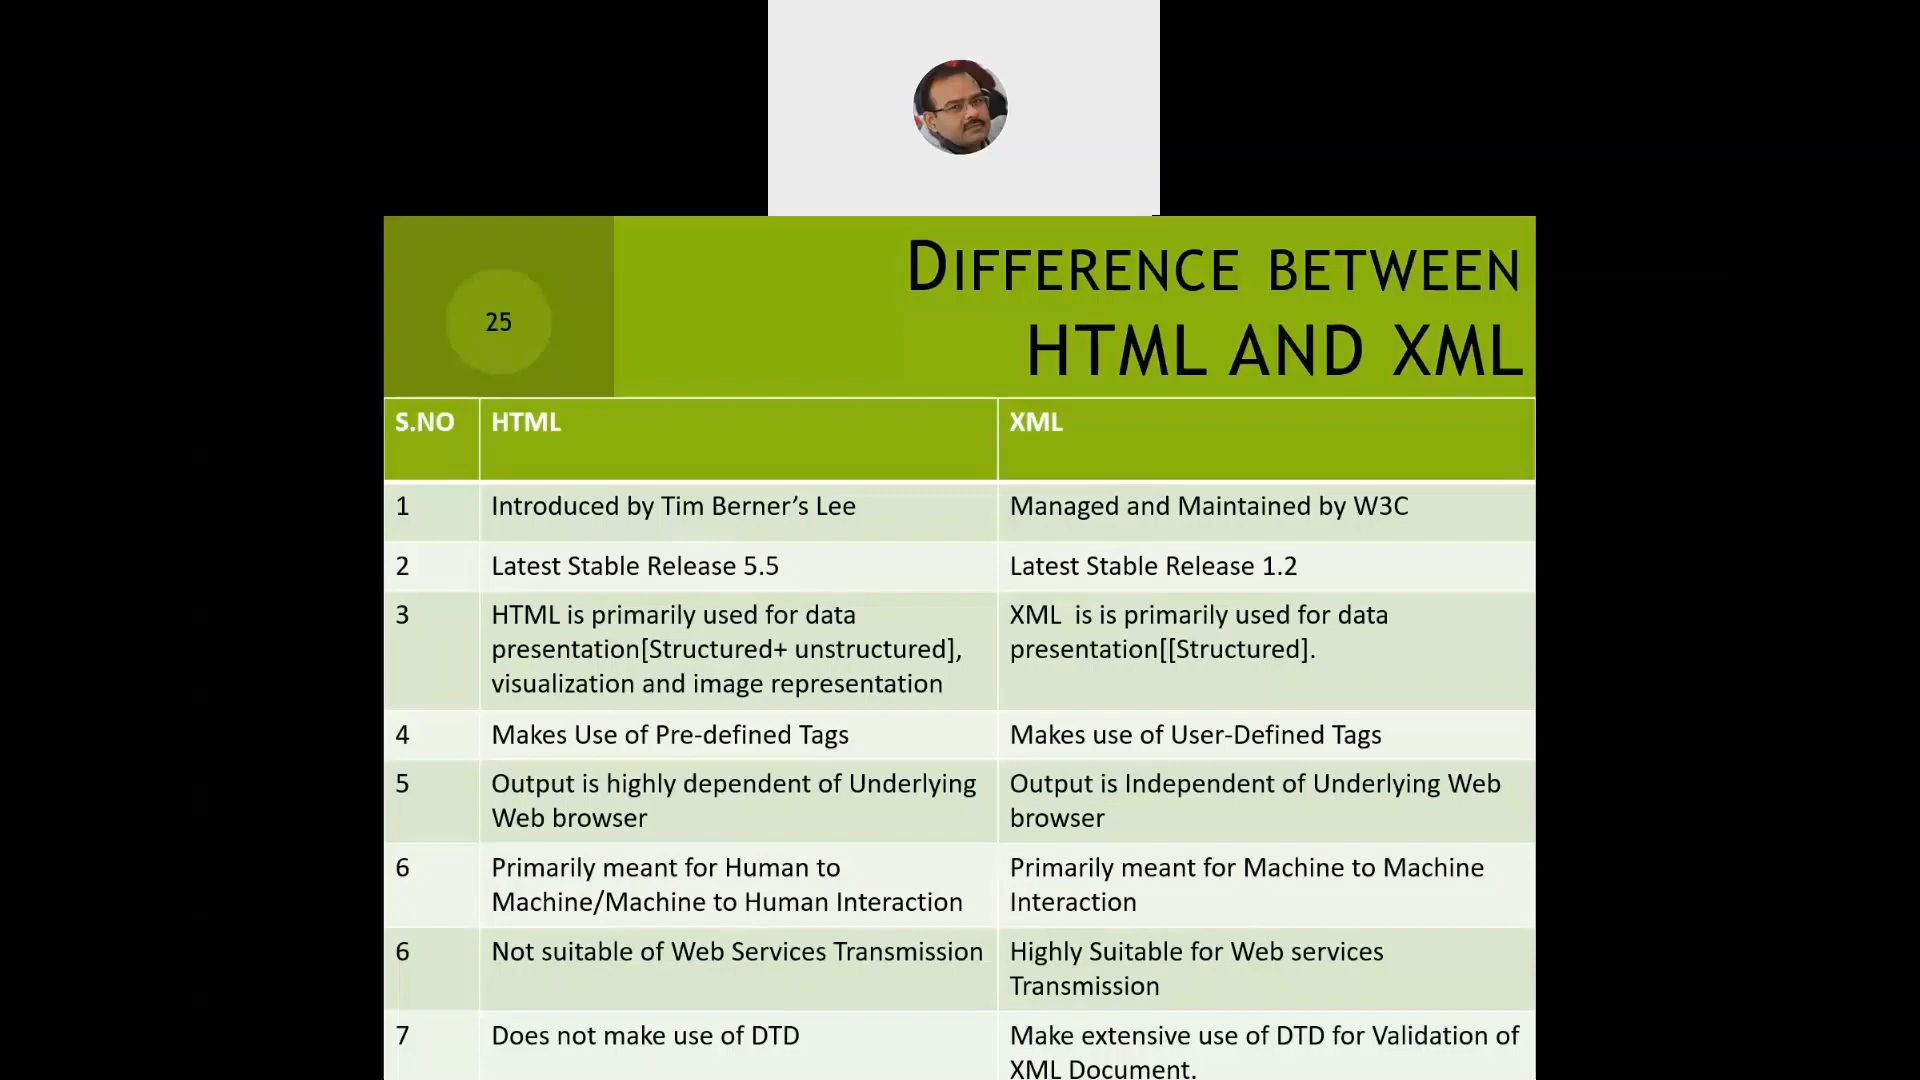 25
DIFFERENCE BETWEEN
HTML AND XML
S.NO HTML XML
1 Introduced by Tim Berner’s Lee Managed and Maintained by W3C
2 Latest Stable Release 5.5 Latest Stable Release 1.2
3 HTML is primarily used for data XML is is primarily used for data
presentation[Structured+ unstructured], presentation[[Structured].
visualization and image representation
4 Makes Use of Pre-defined Tags Makes use of User-Defined Tags
5 Output is highly dependent of Underlying Output is Independent of Underlying Web
Web browser browser
6 Primarily meant for Human to Primarily meant for Machine to Machine
Machine/Machine to Human Interaction Interaction
6 Not suitable of Web Services Transmission Highly Suitable for Web services
Transmission
7 Does not make use of DTD Make extensive use of DTD for Validation of
XML Document.